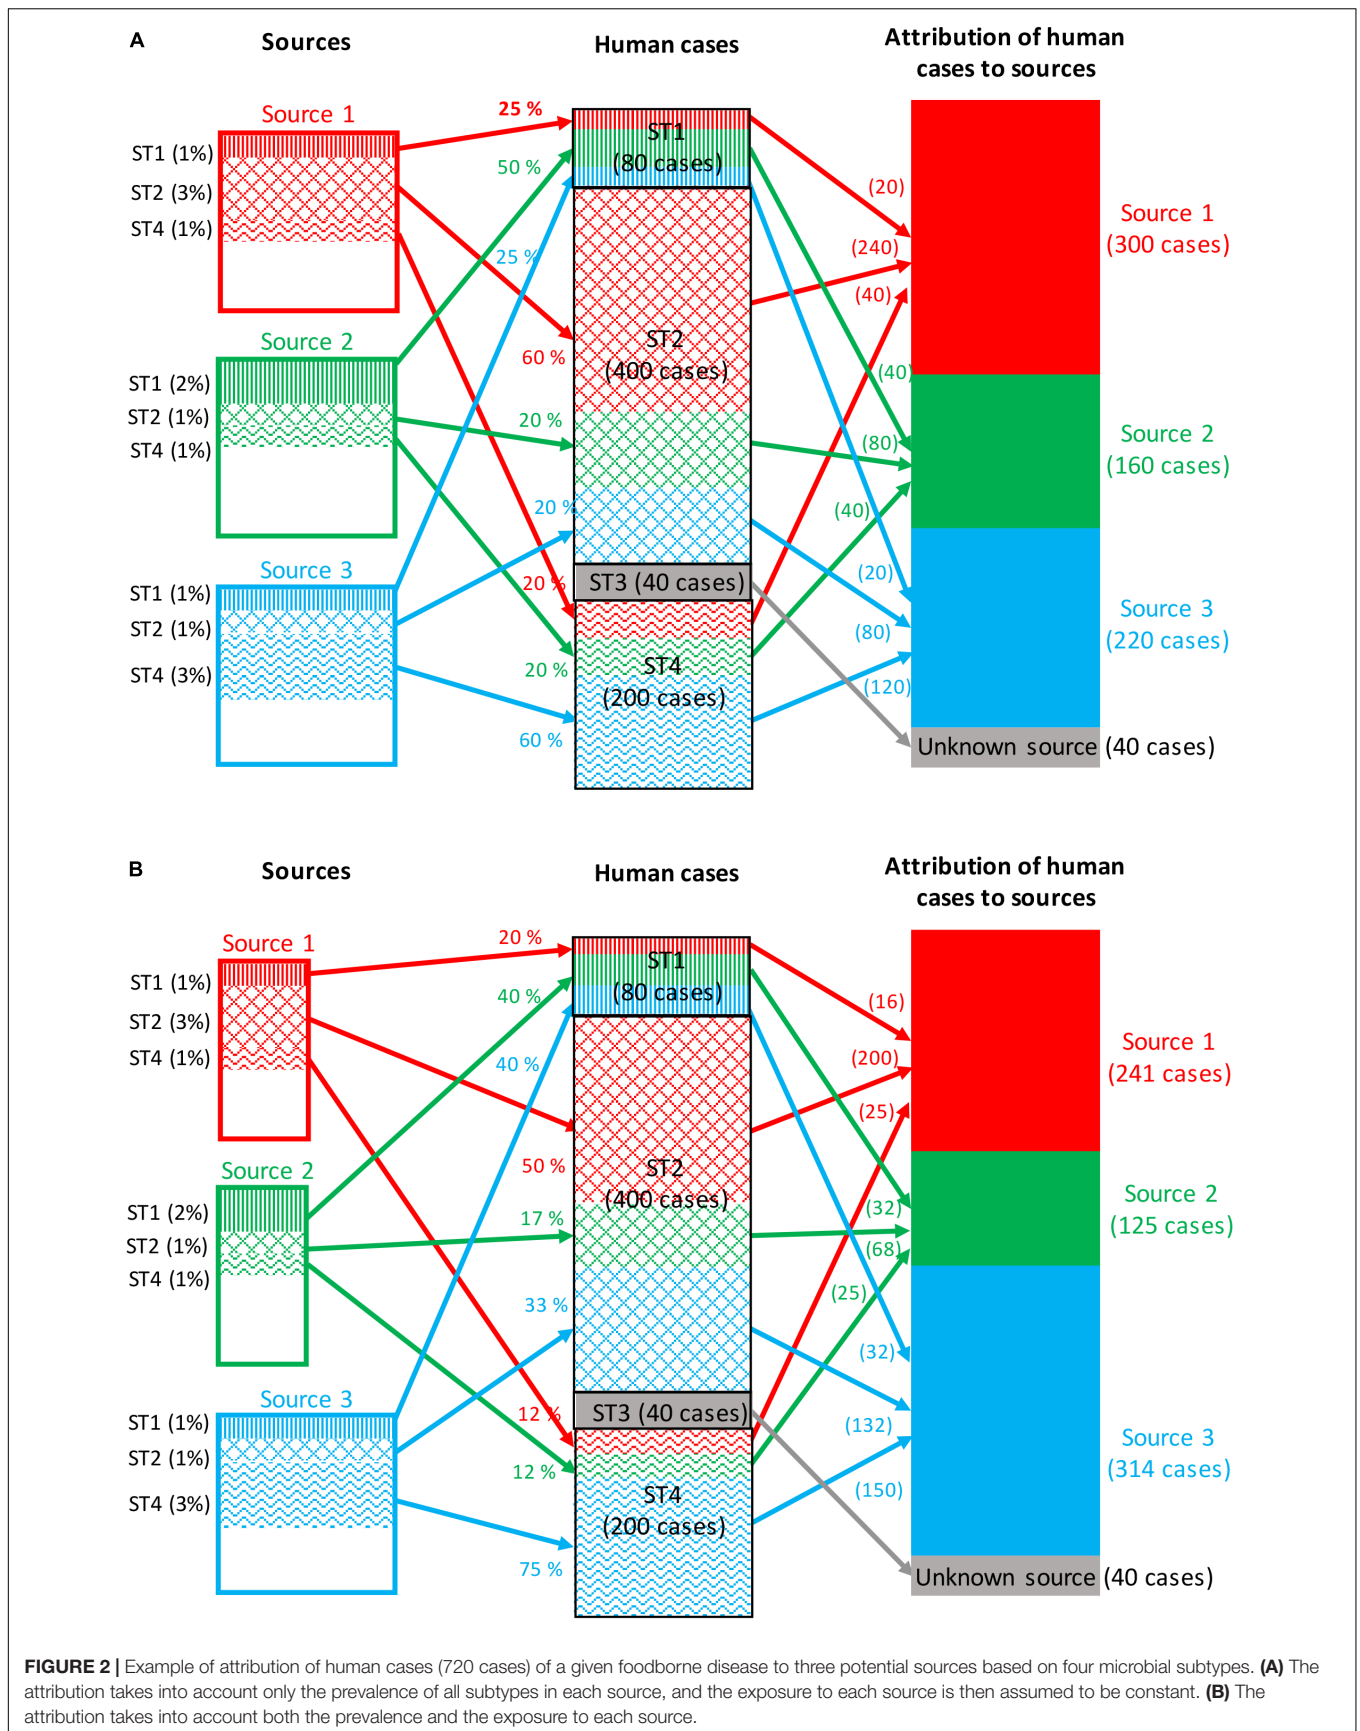 A
Sources
Human cases
Attribution of human
cases to sources
Source 1
ST1 (1%)
ST2 (3%)
ST4 (1%)
Source 2
ST1 (2%)
ST2 (1%)
ST4 (1%)
Source 3
ST1 (1%)
ST2 (1%)
ST4 (3%)
25 %
50 %
25 %
60 %
20 %
20 %
20 %
20 %
60 %
ST1
(80 cases)
ST2
(400 cases)
ST3 (40 cases)
ST4
(200 cases)
(20)
(240)
(40)
(40)
(80)
(40)
(20)
(80)
(120)
Source 1
(300 cases)
Source 2
(160 cases)
Source 3
(220 cases)
Unknown source (40 cases)
B
Sources
Human cases
Attribution of human
cases to sources
Source 1
ST1 (1%)
ST2 (3%)
ST4 (1%)
Source 2
ST1 (2%)
ST2 (1%)
ST4 (1%)
Source 3
ST1 (1%)
ST2 (1%)
ST4 (3%)
20 %
40 %
40 %
50 %
17 %
33 %
12 %
12 %
75 %
ST1
(80 cases)
ST2
(400 cases)
ST3 (40 cases)
ST4
(200 cases)
(16)
(200)
(25)
(32)
(68)
(25)
(32)
(132)
(150)
Source 1
(241 cases)
Source 2
(125 cases)
Source 3
(314 cases)
Unknown source (40 cases)
FIGURE 2 | Example of attribution of human cases (720 cases) of a given foodborne disease to three potential sources based on four microbial subtypes. (A) The
attribution takes into account only the prevalence of all subtypes in each source, and the exposure to each source is then assumed to be constant. (B) The
attribution takes into account both the prevalence and the exposure to each source.